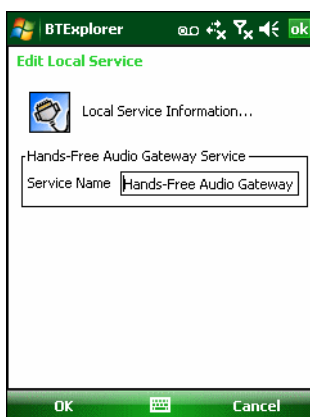 BTExplorer ok
Edit Local Service
Local Service Information...
Hands-Free Audio Gateway Service
Service Name Hands-Free Audio Gateway
OK Cancel